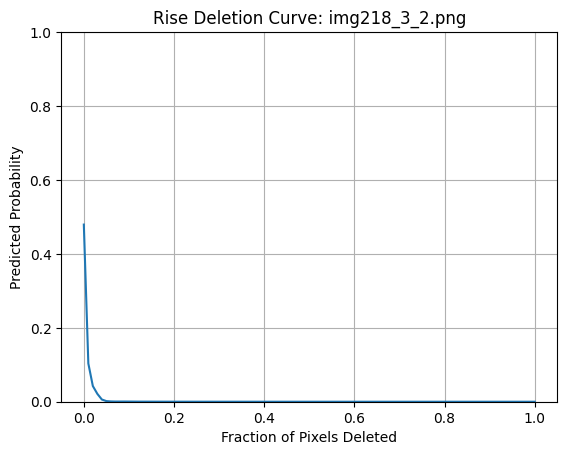 Rise Deletion Curve: img218_3_2.png
1.0
0.8
0.6
0.4
0.2
0.0
Predicted Probability
0.0 0.2 0.4 0.6 0.8 1.0
Fraction of Pixels Deleted